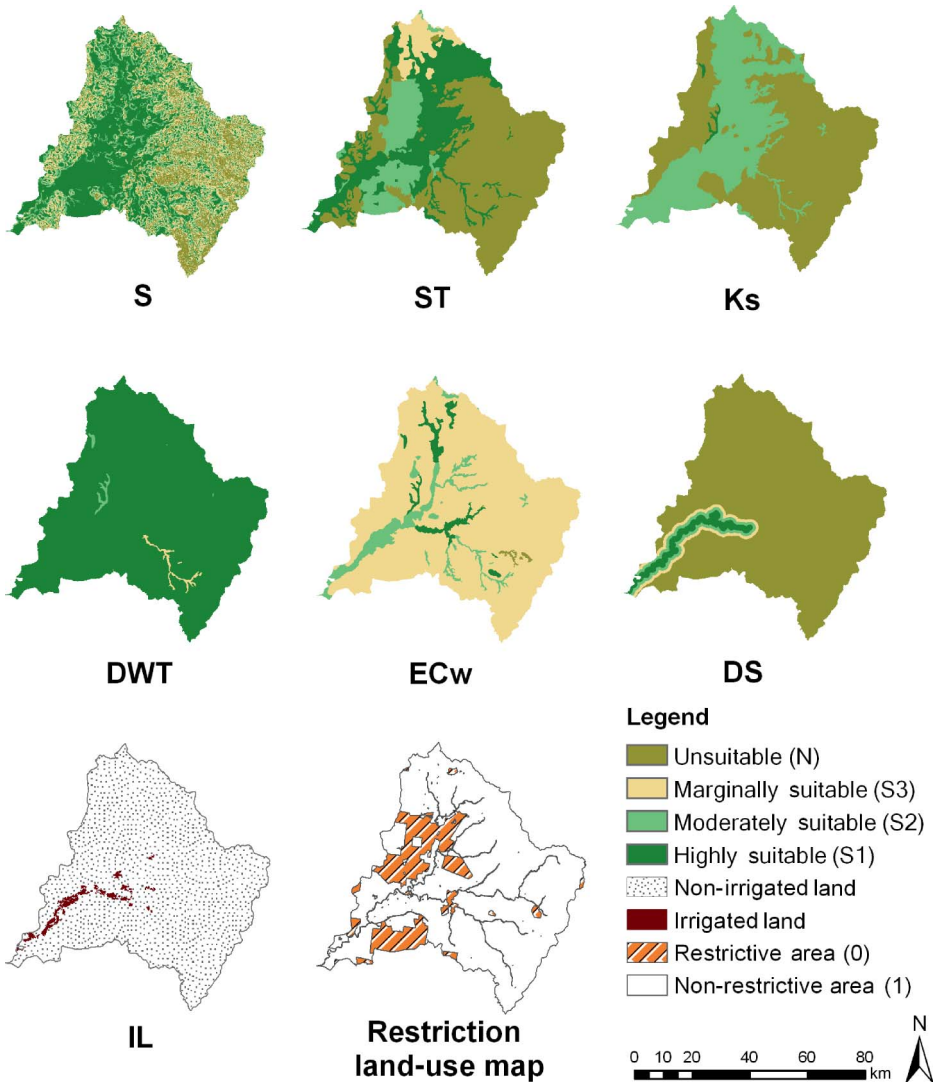 S
ST
Ks
DWT
ECw
DS
Legend
Unsuitable (N)
Marginally suitable (S3)
Moderately suitable (S2)
Highly suitable (S1)
Non-irrigated land
Irrigated land
Restrictive area (0)
Non-restrictive area (1)
IL
Restriction
land-use map
N
0 10 20 40 60 80
km